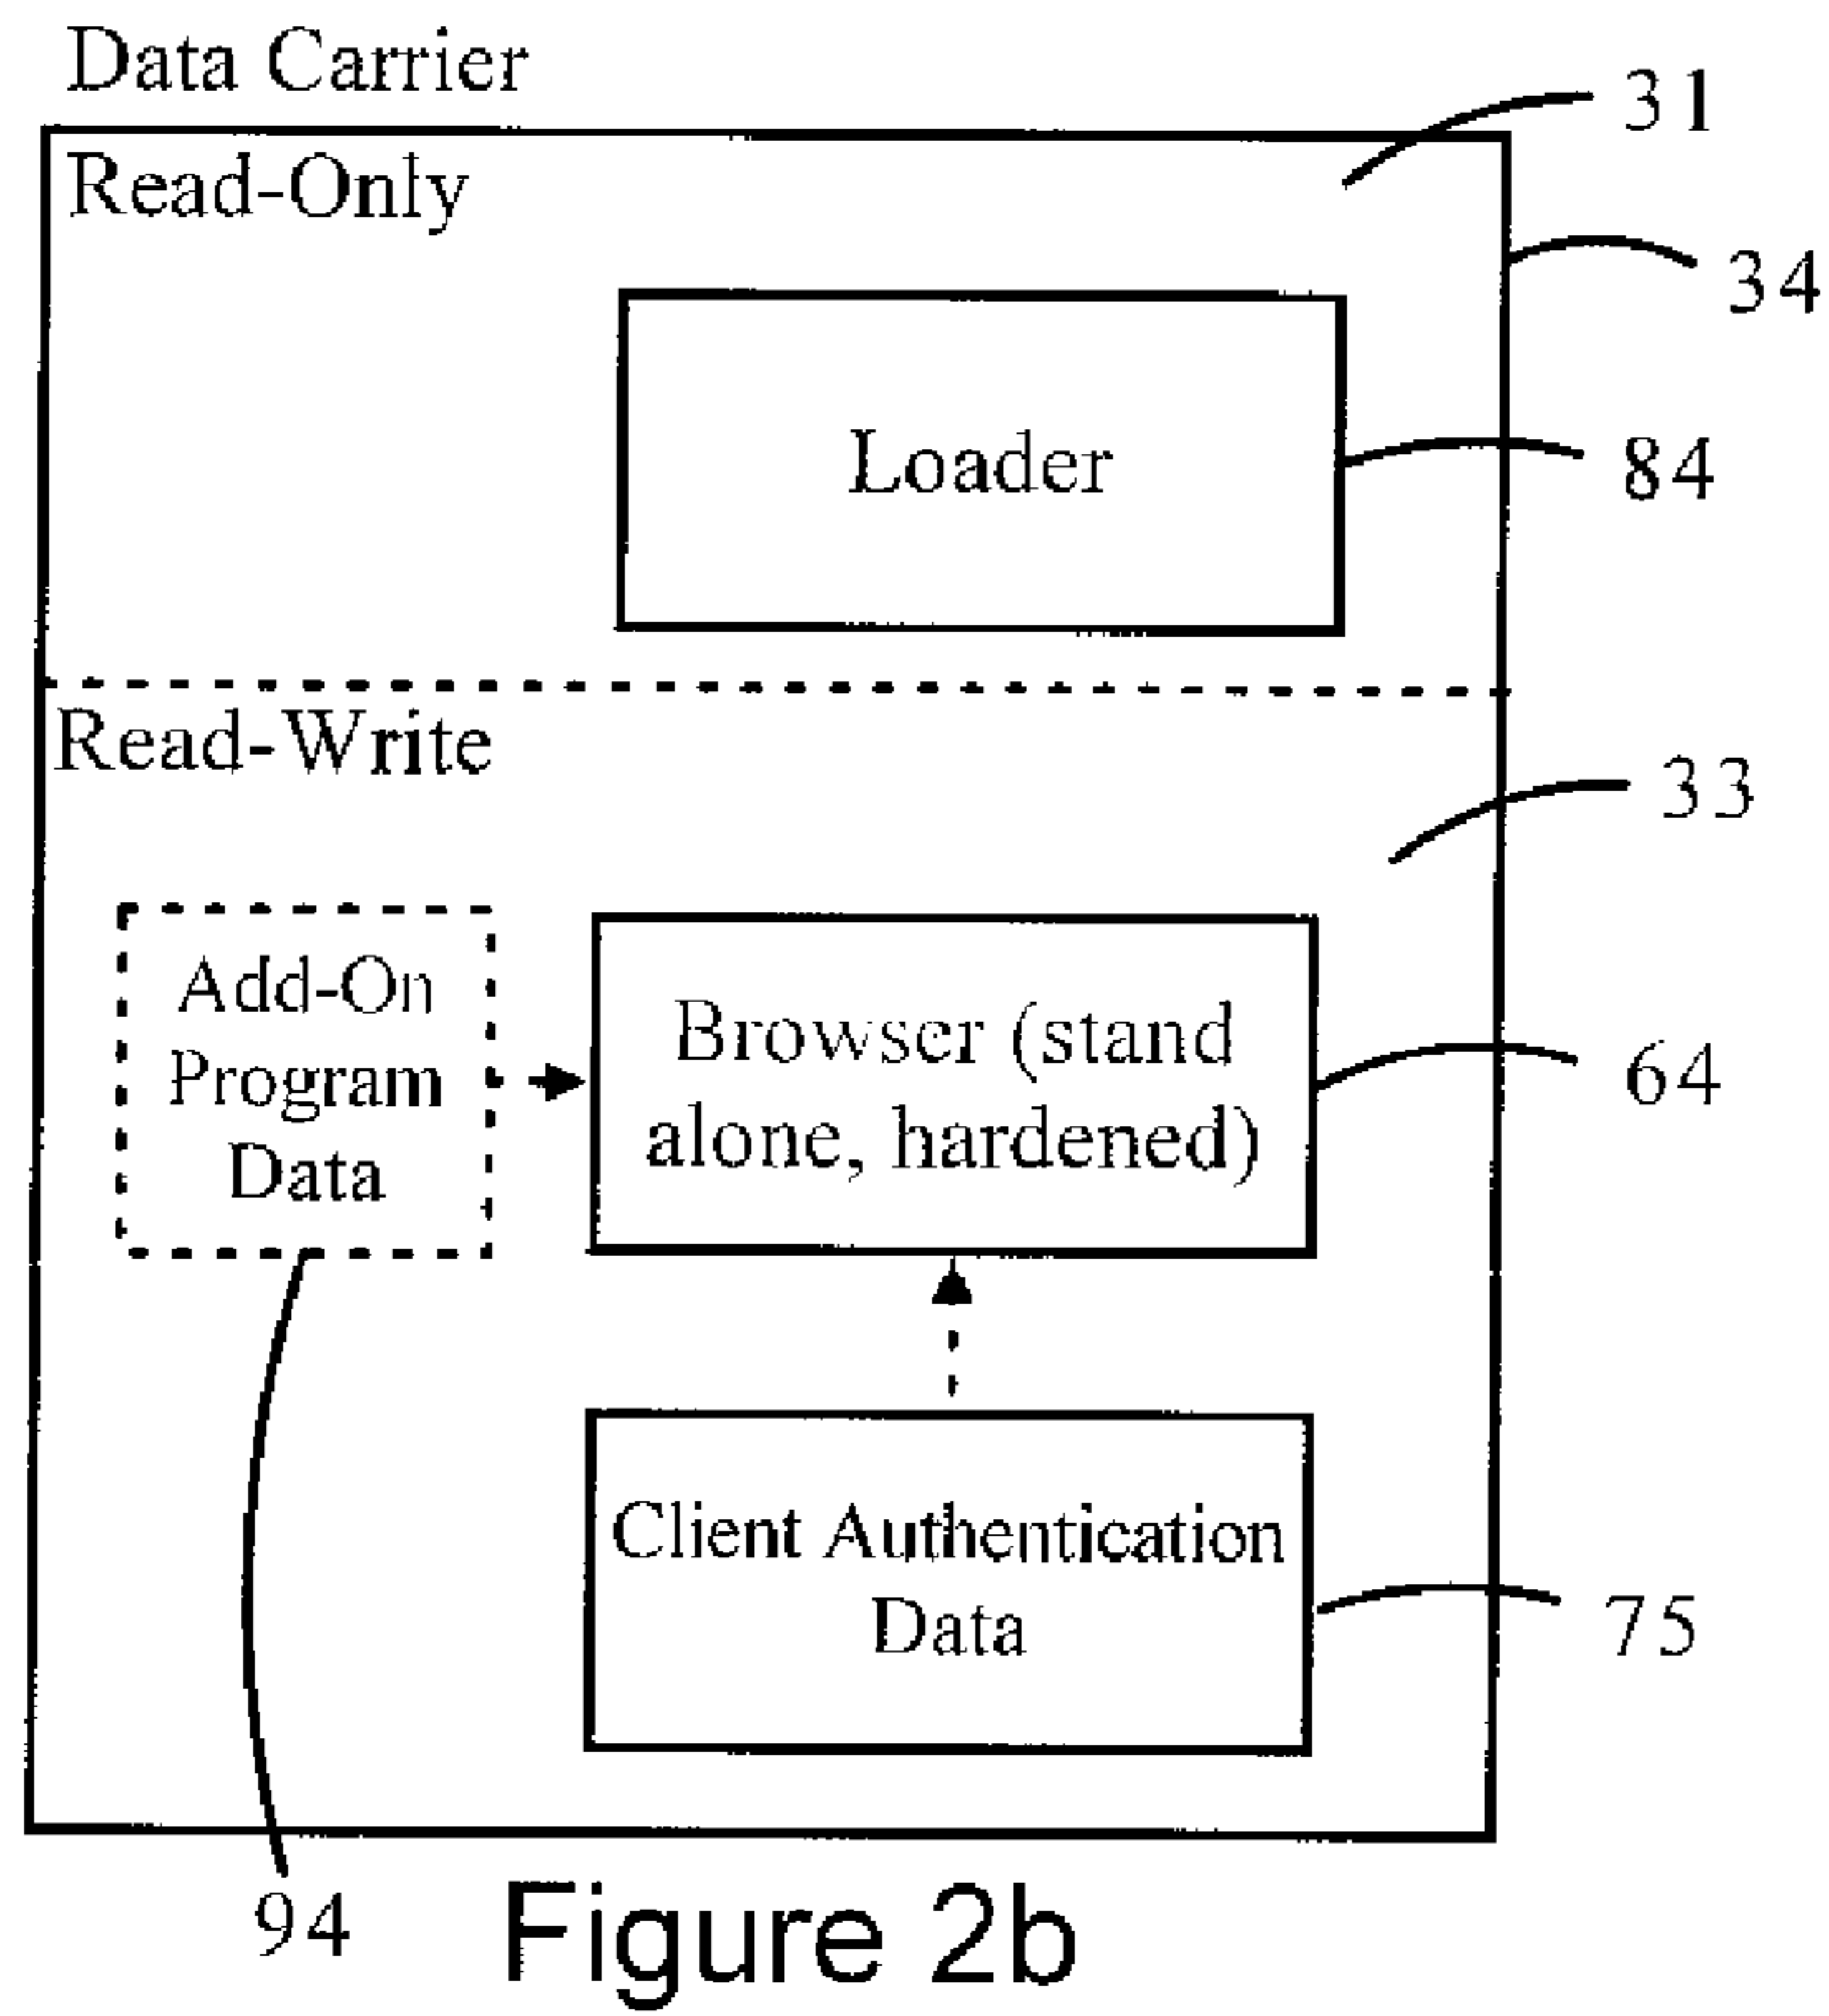 Data Carrier
31
Read-Only
34
Loader
84
Read-Write
33
Add-On
Program
Data
Browser (stand
alone, hardened)
64
Client Authentication
Data
75
94
Figure 2b